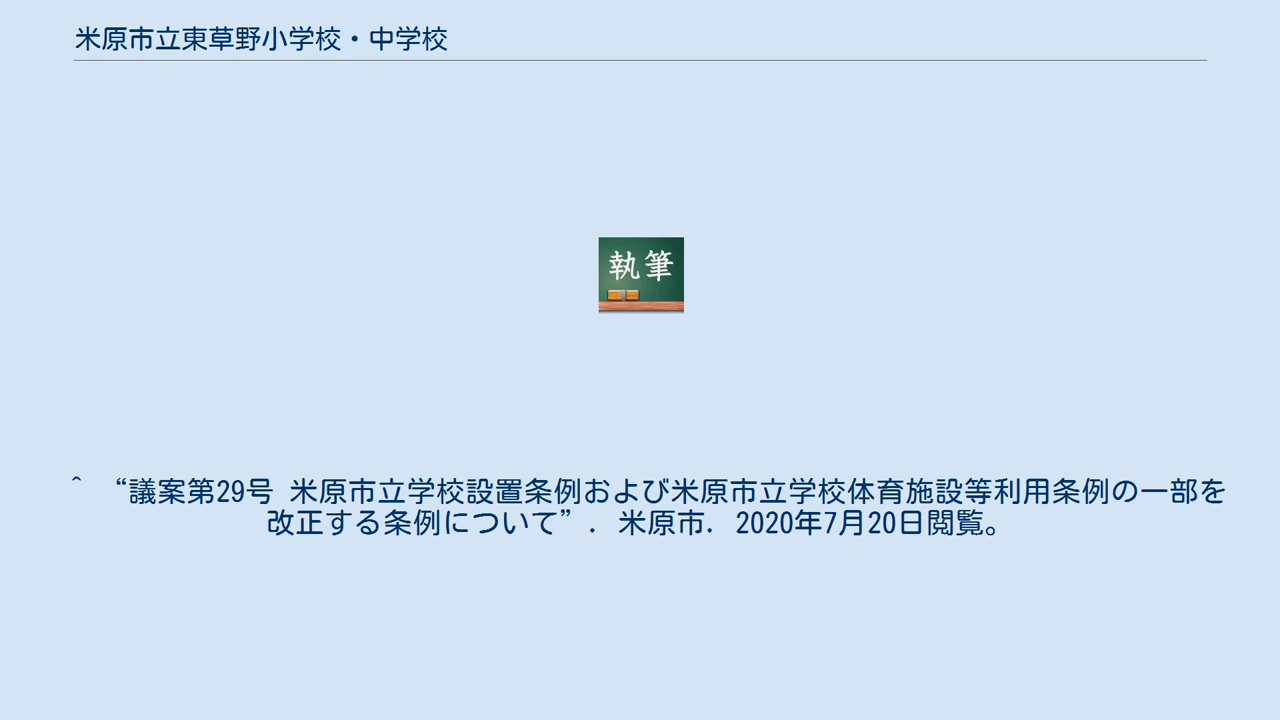 米原市立東草野小学校・中学校
執筆
^ “議案第29号 米原市立学校設置条例および米原市立学校体育施設等利用条例の一部を
改正する条例について”. 米原市. 2020年7月20日閲覧。